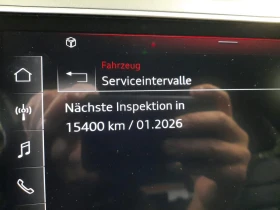 Fahrzeug
Serviceintervalle
Nächste Inspektion in
15400 km / 01.2026